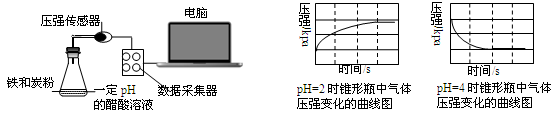 压强传感器
电脑
铁和炭粉
一定 pH
的醋酸溶液
数据采集器
压强/kpa
时间/s
pH=2时锥形瓶中气体
压强变化的曲线图
压强/kpa
时间/s
pH=4时锥形瓶中气体
压强变化的曲线图